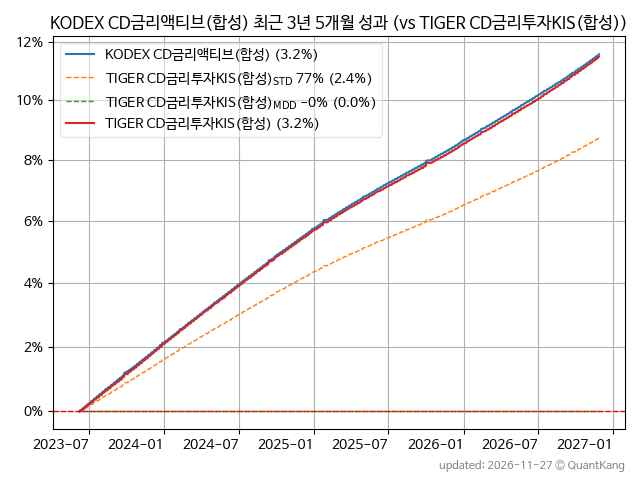 KODEX CD금리액티브(합성) 최근 3년 5개월 성과 (vs TIGER CD금리투자KIS(합성))
12%
10%
8%
6%
4%
2%
0%
KODEX CD금리액티브(합성) (3.2%)
TIGER CD금리투자KIS(합성)STD 77% (2.4%)
TIGER CD금리투자KIS(합성)MDD −0% (0.0%)
TIGER CD금리투자KIS(합성) (3.2%)
2023−07 2024−01 2024−07 2025−01 2025−07 2026−01 2026−07 2027−01
updated: 2026-11-27 © QuantKang